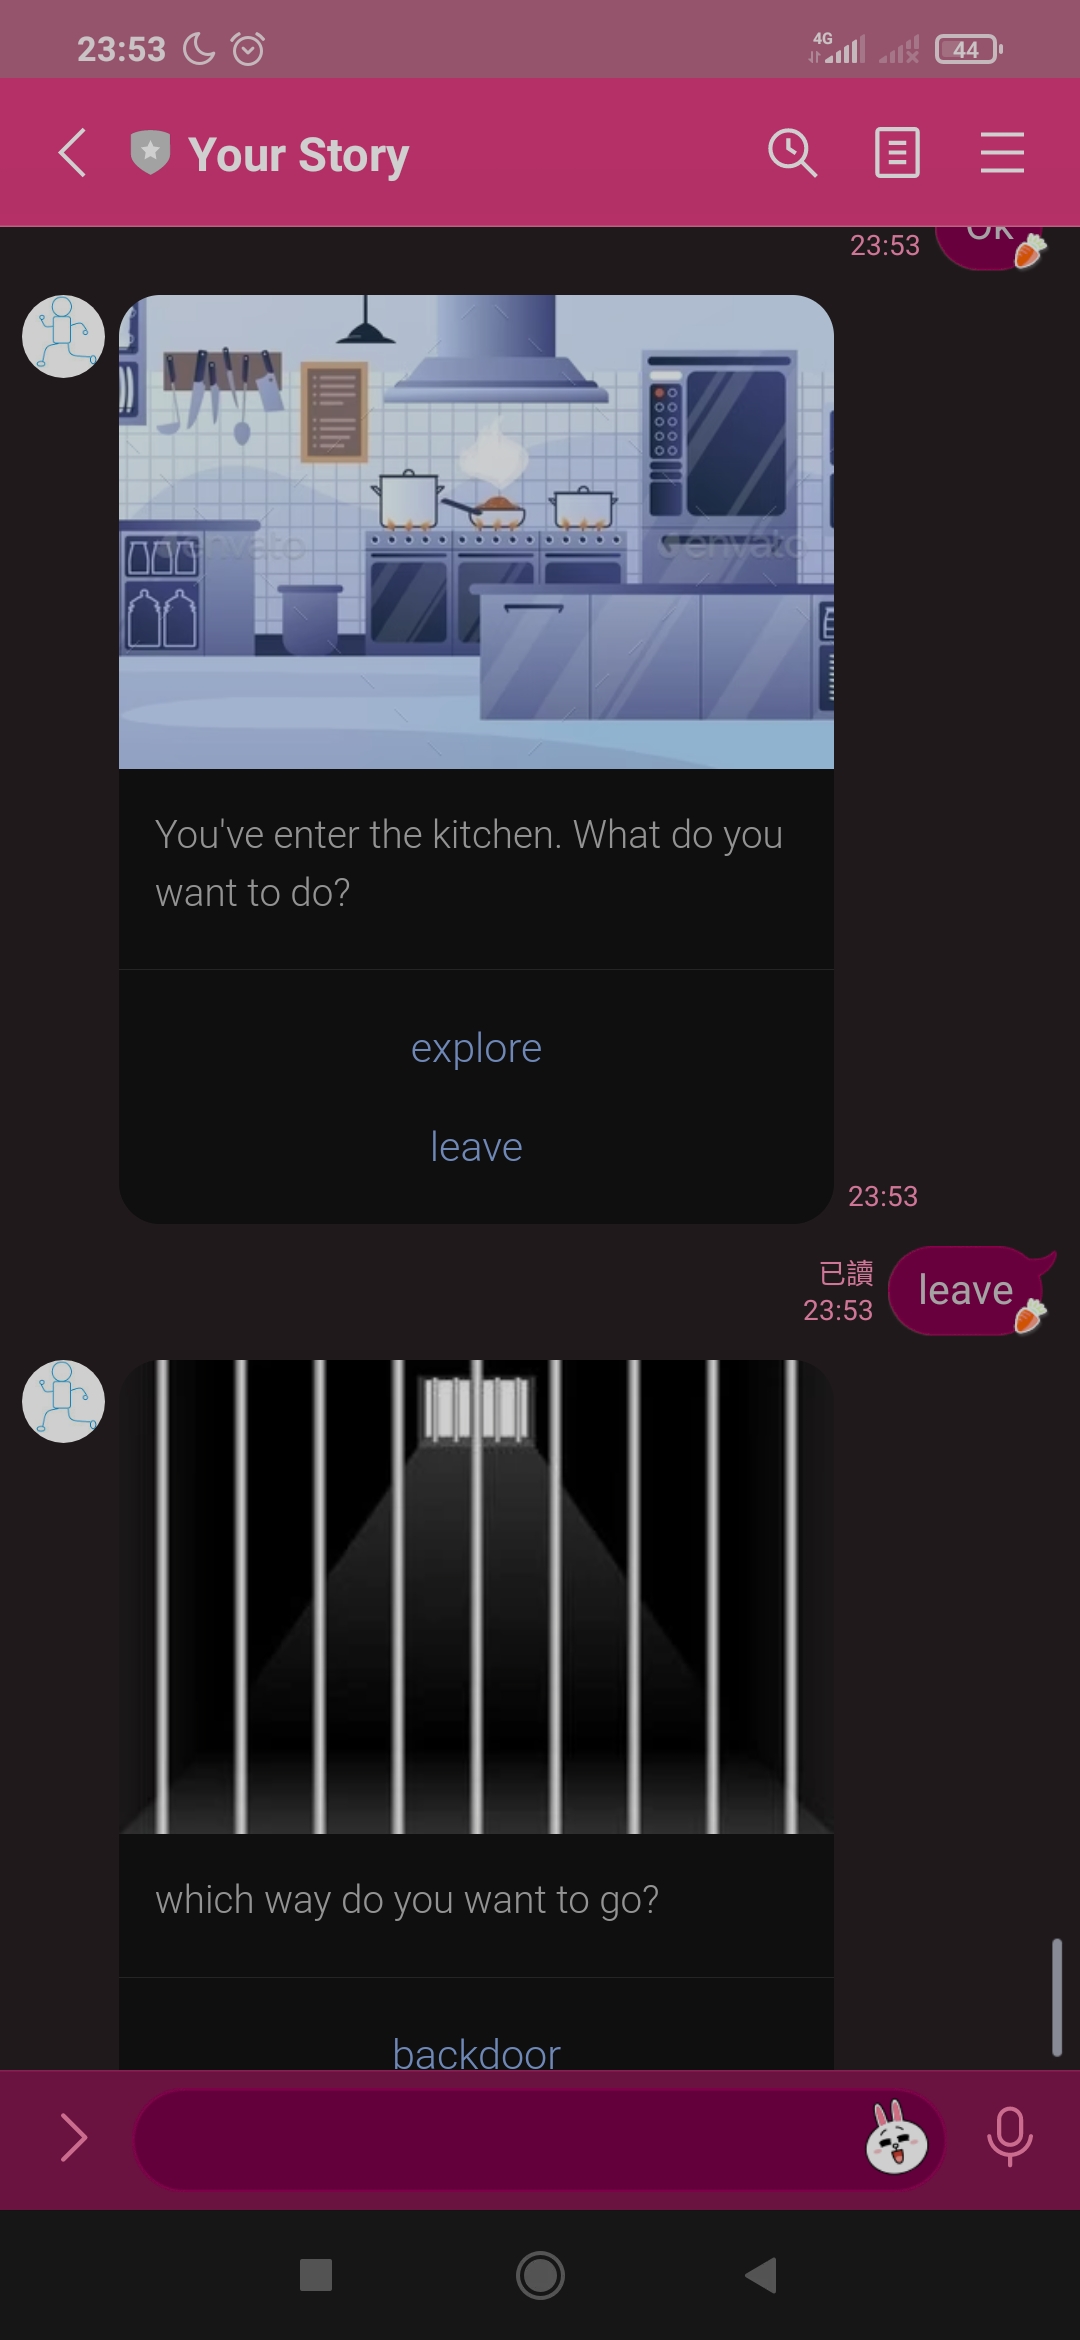 23:53
4G
44
Your Story
Ok
23:53
envato
envato
You've enter the kitchen. What do you
want to do?
explore
leave
23:53
已讀
23:53
leave
which way do you want to go?
backdoor